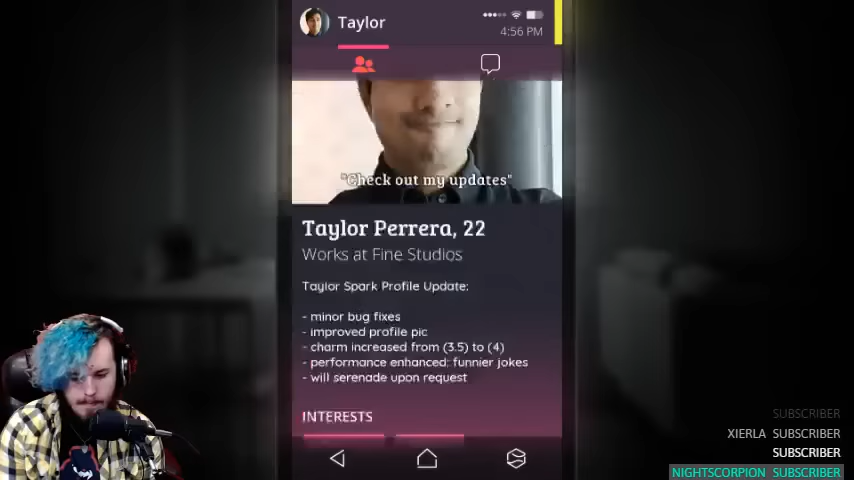 Taylor
4:56 PM
"Check out my updates"
Taylor Perrera, 22
Works at Fine Studios
Taylor Spark Profile Update:
- minor bug fixes
- improved profile pic
- charm increased from (3.5) to (4)
- performance enhanced: funnier jokes
- will serenade upon request
INTERESTS
SUBSCRIBER
XIERLA SUBSCRIBER
SUBSCRIBER
NIGHTSCORPION SUBSCRIBER